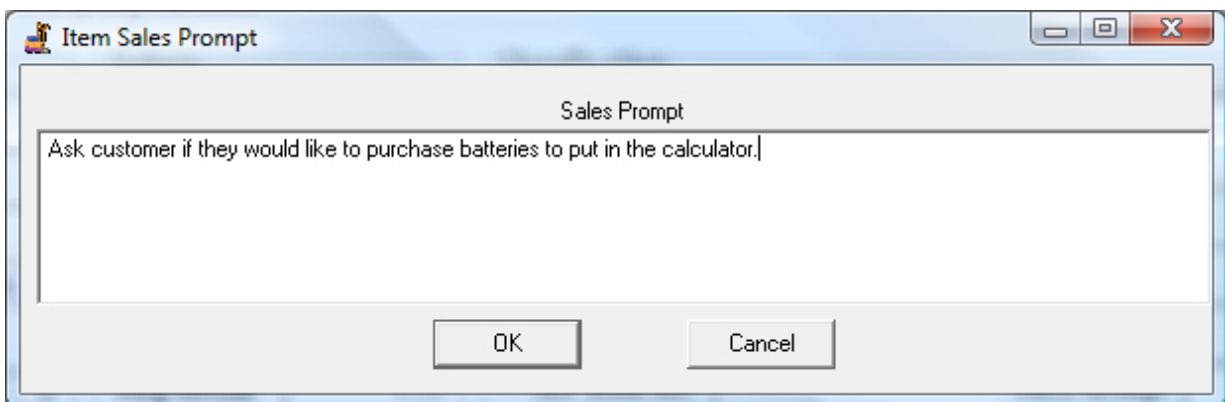 Item Sales Prompt
Sales Prompt
Ask customer if they would like to purchase batteries to put in the calculator.
OK
Cancel